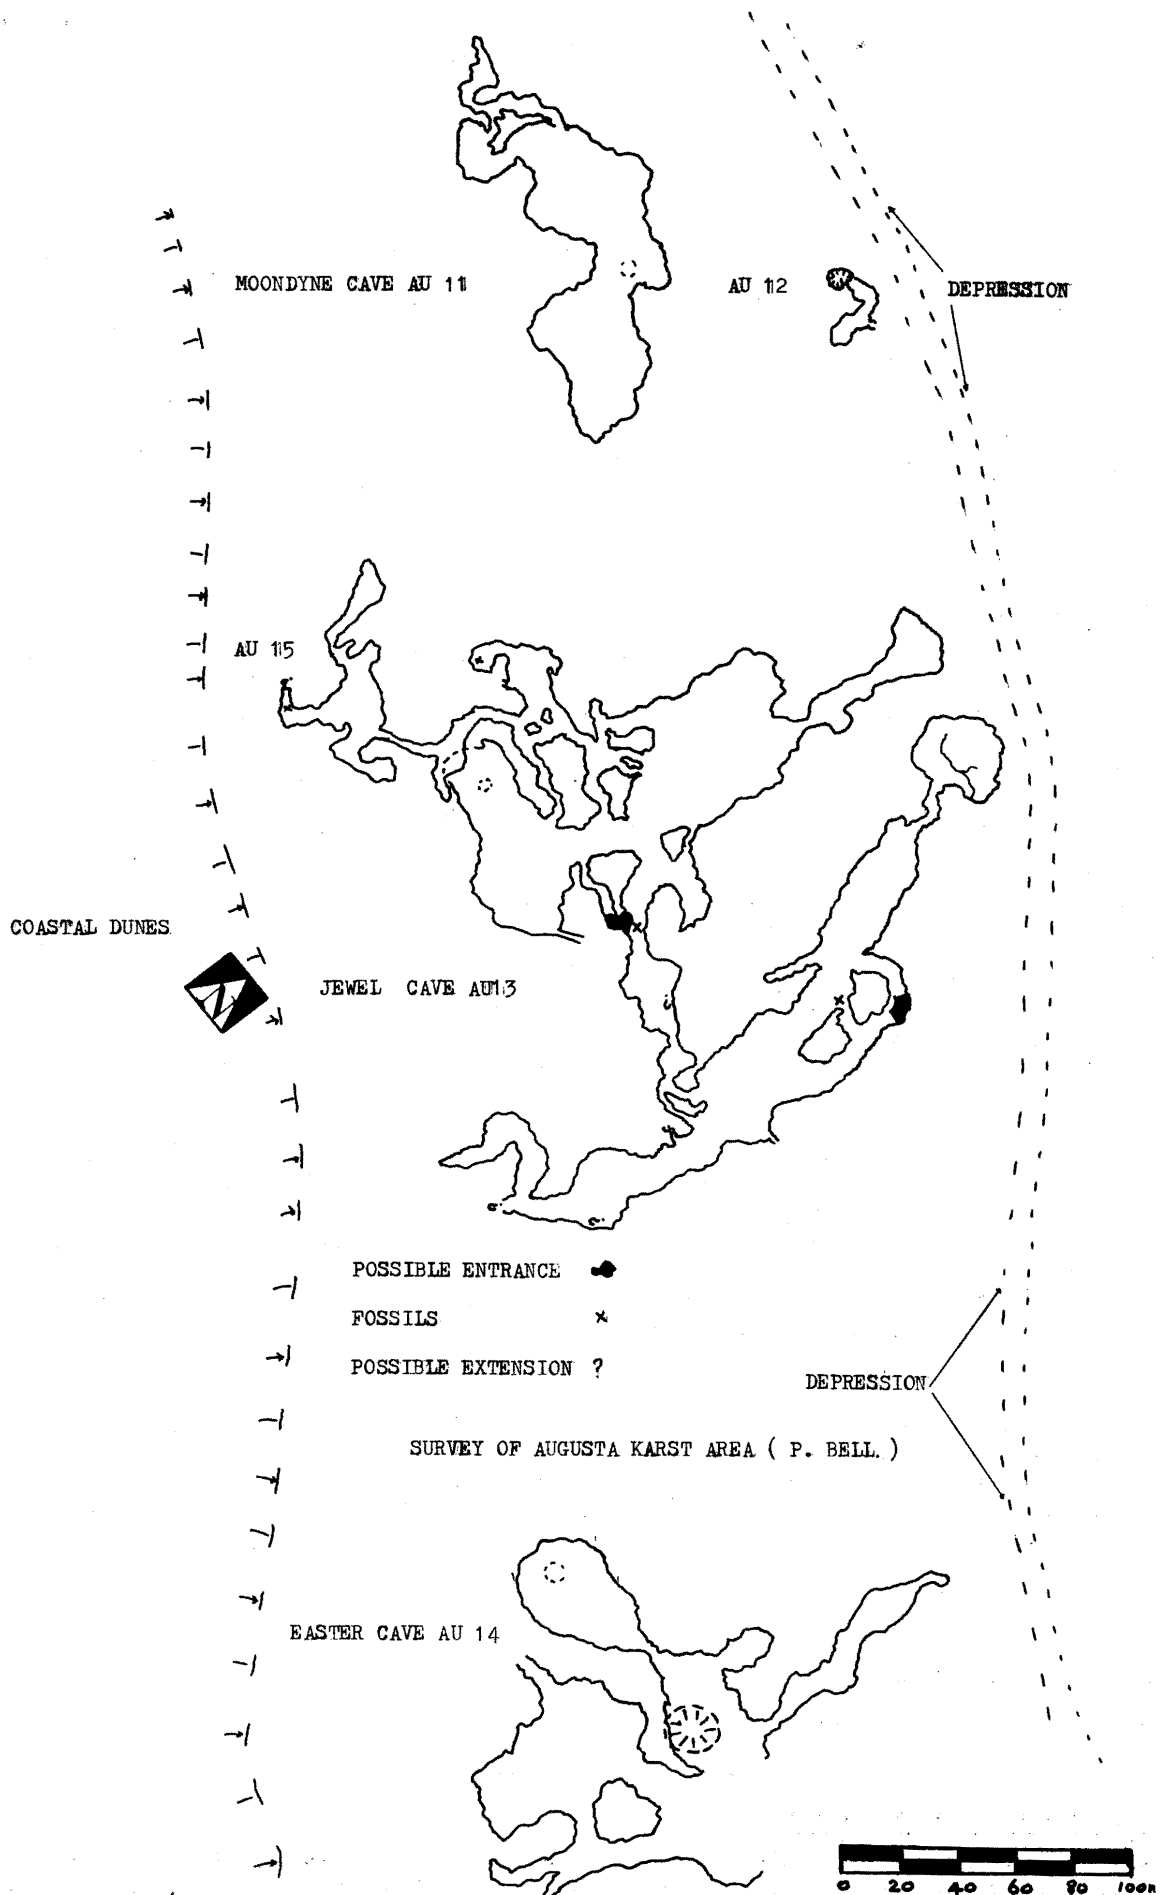 MOONDYNE CAVE AU 11
AU 12
DEPRESSION
AU 15
COASTAL DUNES
N
JEWEL CAVE AU13
POSSIBLE ENTRANCE
FOSSILS x
POSSIBLE EXTENSION ?
DEPRESSION
SURVEY OF AUGUSTA KARST AREA ( P. BELL. )
EASTER CAVE AU 14
0 20 40 60 80 100m